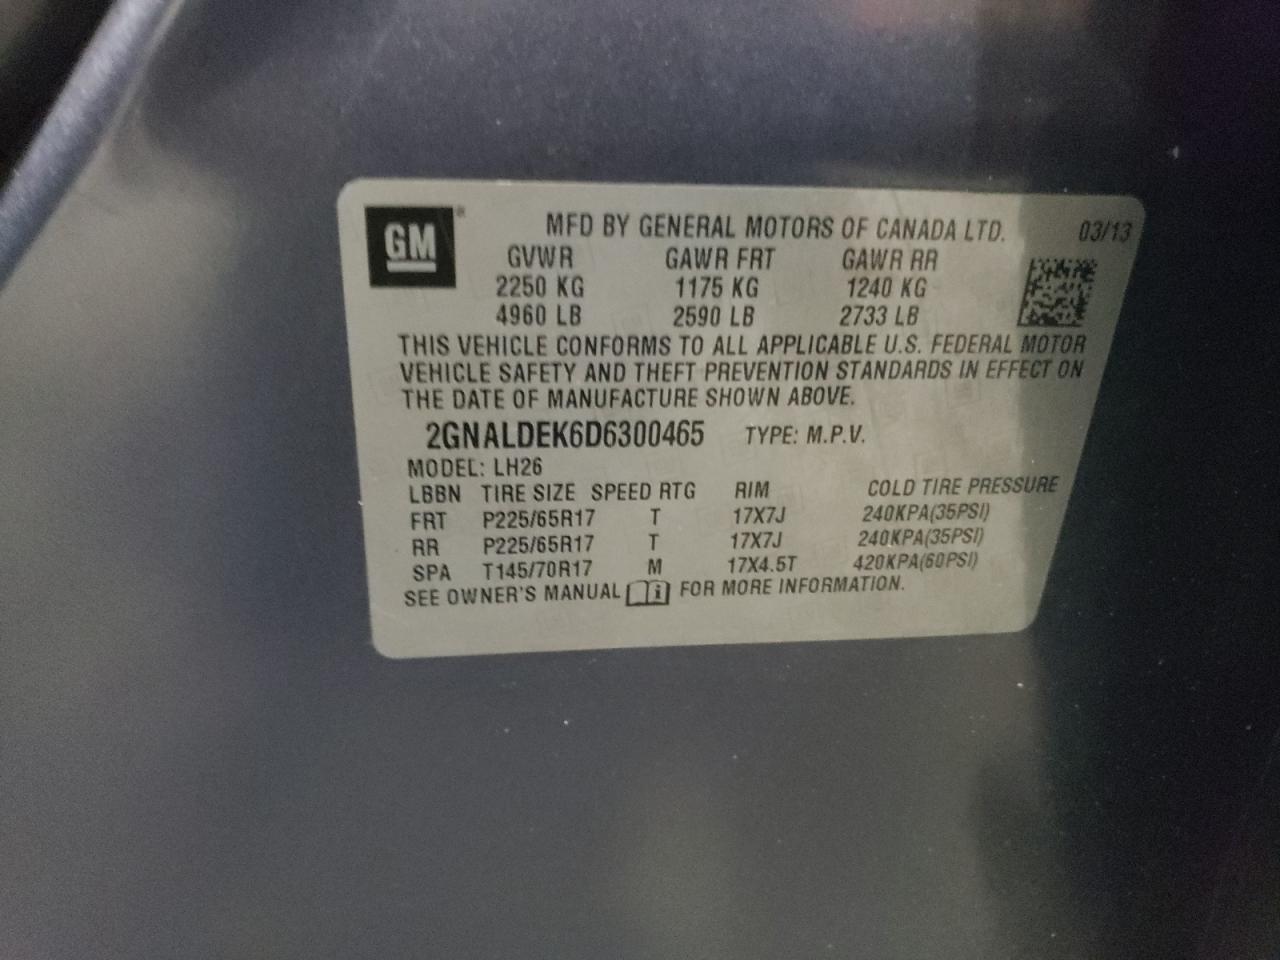 GM® MFD BY GENERAL MOTORS OF CANADA LTD. 03/13
GVWR GAWR FRT GAWR RR
2250 KG 1175 KG 1240 KG
4960 LB 2590 LB 2733 LB
THIS VEHICLE CONFORMS TO ALL APPLICABLE U.S. FEDERAL MOTOR
VEHICLE SAFETY AND THEFT PREVENTION STANDARDS IN EFFECT ON
THE DATE OF MANUFACTURE SHOWN ABOVE.
2GNALDEK6D6300465 TYPE: M.P.V.
MODEL: LH26
LBBN TIRE SIZE SPEED RTG RIM COLD TIRE PRESSURE
FRT P225/65R17 T 17X7J 240KPA(35PSI)
RR P225/65R17 T 17X7J 240KPA(35PSI)
SPA T145/70R17 M 17X4.5T 420KPA(60PSI)
SEE OWNER'S MANUAL i FOR MORE INFORMATION.